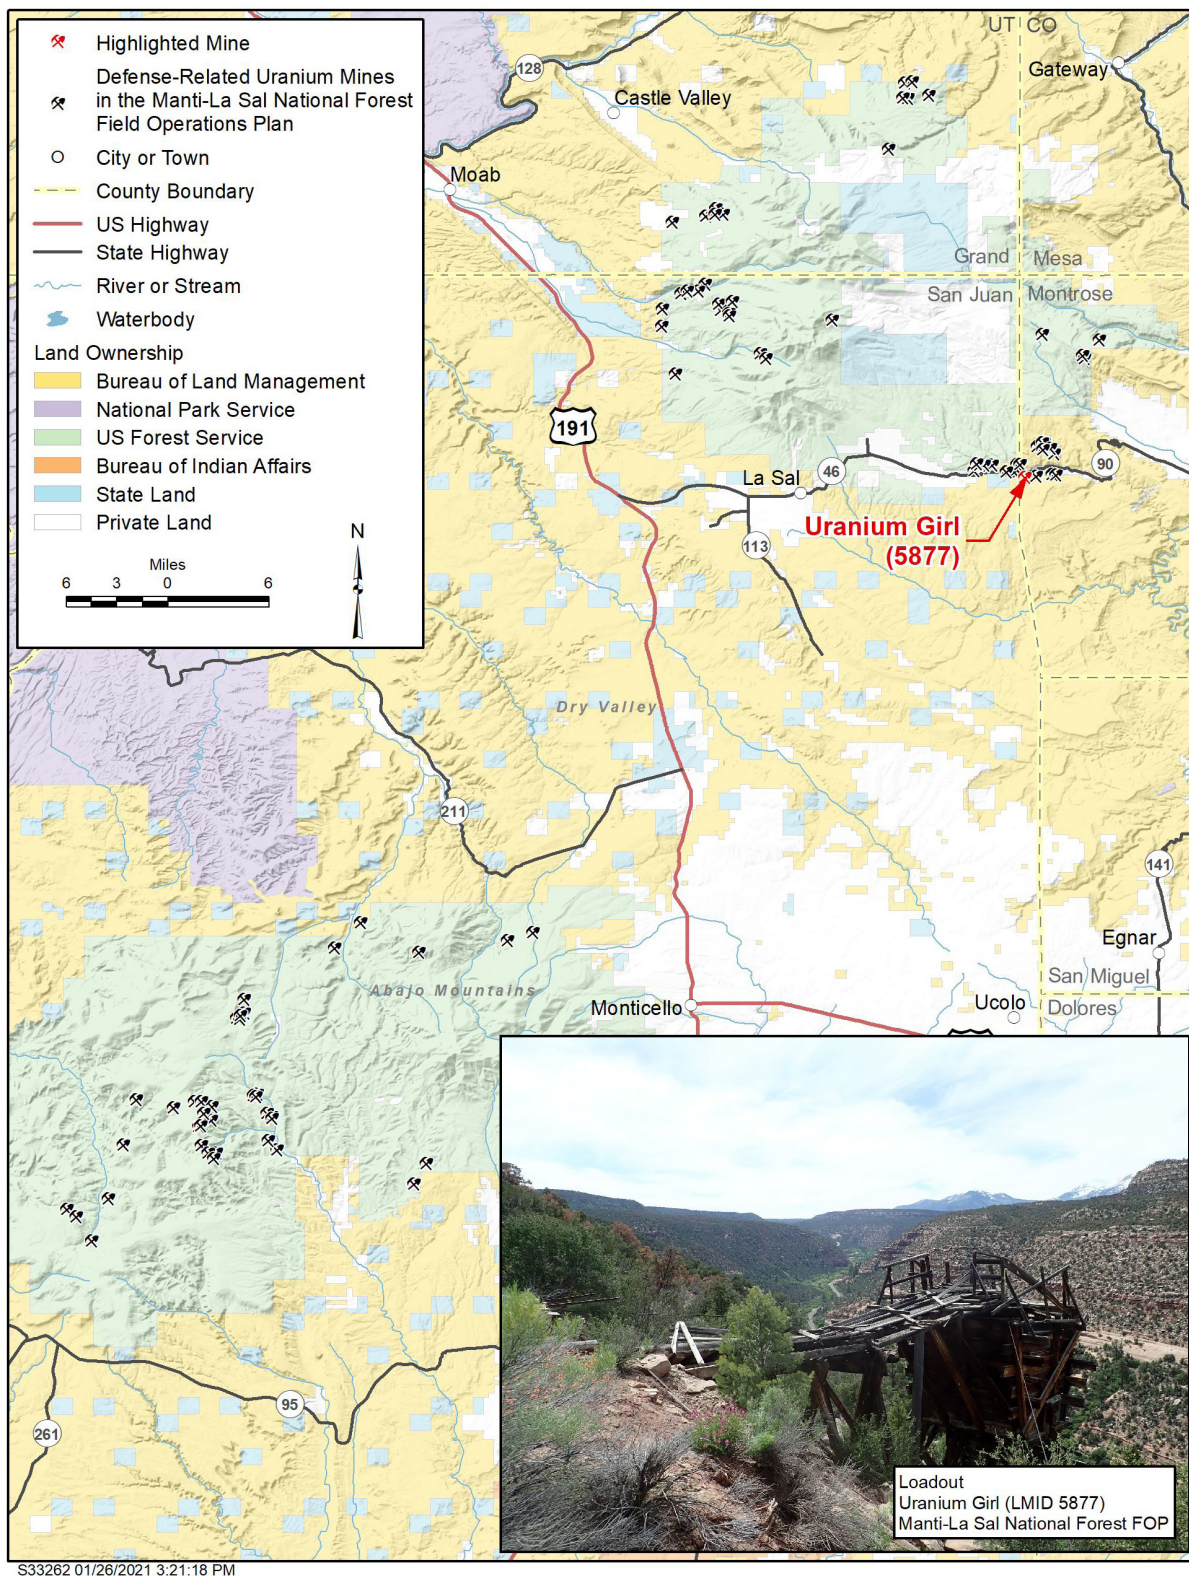 Highlighted Mine
Defense-Related Uranium Mines
in the Manti-La Sal National Forest
Field Operations Plan
City or Town
County Boundary
US Highway
State Highway
River or Stream
Waterbody
Land Ownership
Bureau of Land Management
National Park Service
US Forest Service
Bureau of Indian Affairs
State Land
Private Land
N
Miles
6 3 0 6
UT CO
128
Gateway
Castle Valley
Moab
Grand Mesa
San Juan Montrose
191
La Sal
46
90
Uranium Girl
(5877)
113
Dry Valley
211
141
Egnar
Abajo Mountains
San Miguel
Monticello
Ucolo
Dolores
95
261
Loadout
Uranium Girl (LMID 5877)
Manti-La Sal National Forest FOP
S33262 01/26/2021 3:21:18 PM